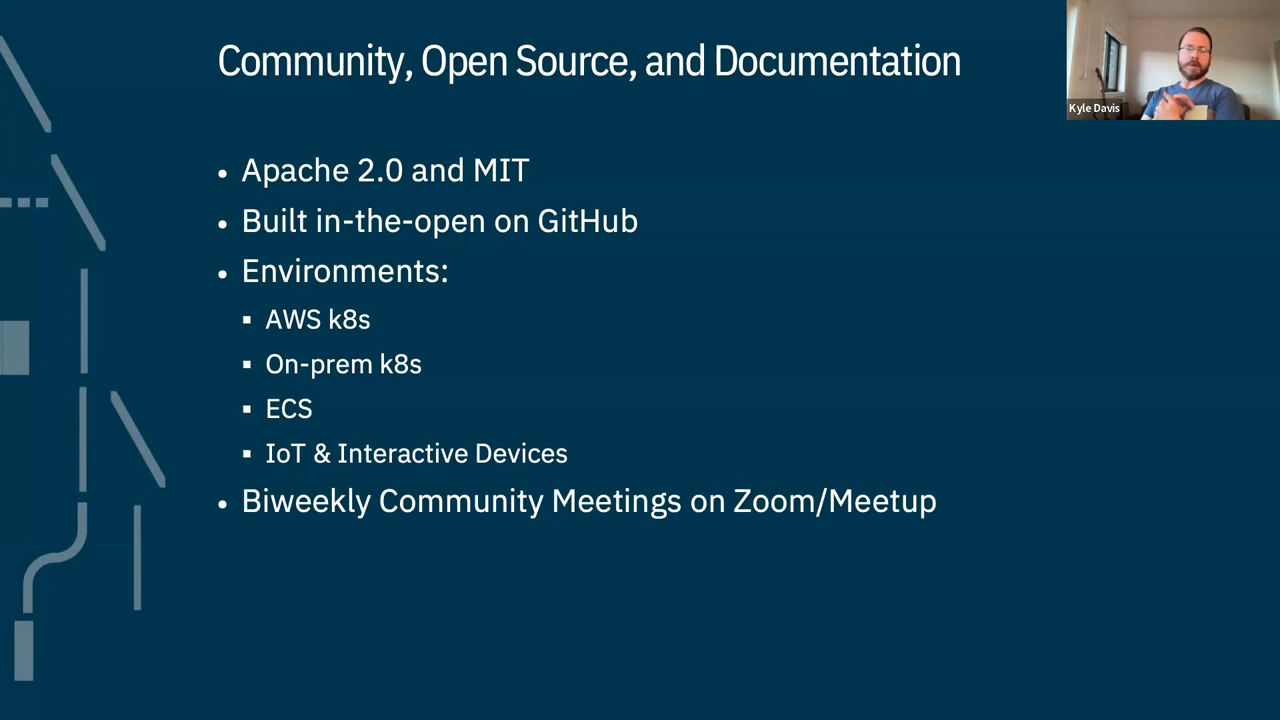 Community, Open Source, and Documentation
Kyle Davis
• Apache 2.0 and MIT
• Built in-the-open on GitHub
• Environments:
▪ AWS k8s
▪ On-prem k8s
▪ ECS
▪ IoT & Interactive Devices
• Biweekly Community Meetings on Zoom/Meetup